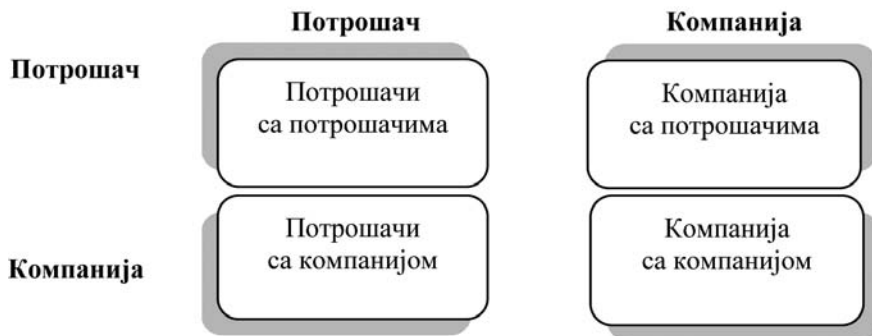 Потрошач
Компанија
Потрошач
Потрошачи
са потрошачима
Компанија
са потрошачима
Компанија
Потрошачи
са компанијом
Компанија
са компанијом